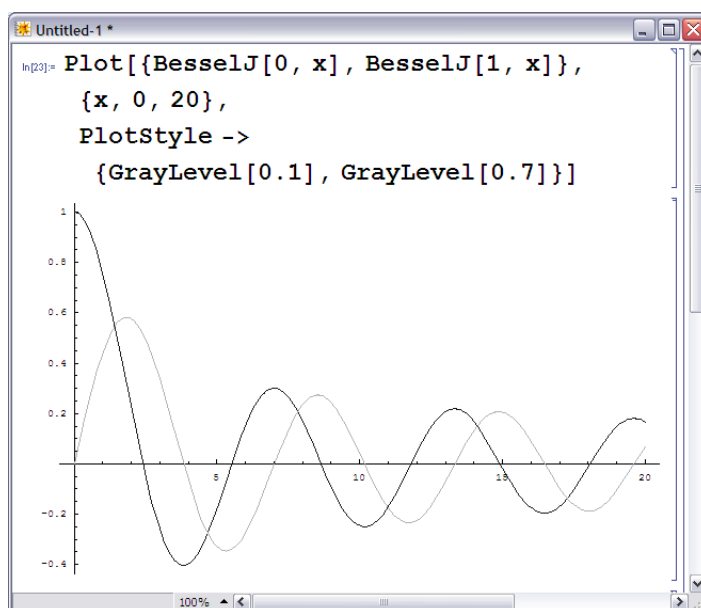 Untitled-1 *
In[23]:= Plot[{BesselJ[0, x], BesselJ[1, x]},
{x, 0, 20},
PlotStyle ->
{GrayLevel[0.1], GrayLevel[0.7]}]
1
0.8
0.6
0.4
0.2
5 10 15 20
-0.2
-0.4
100%